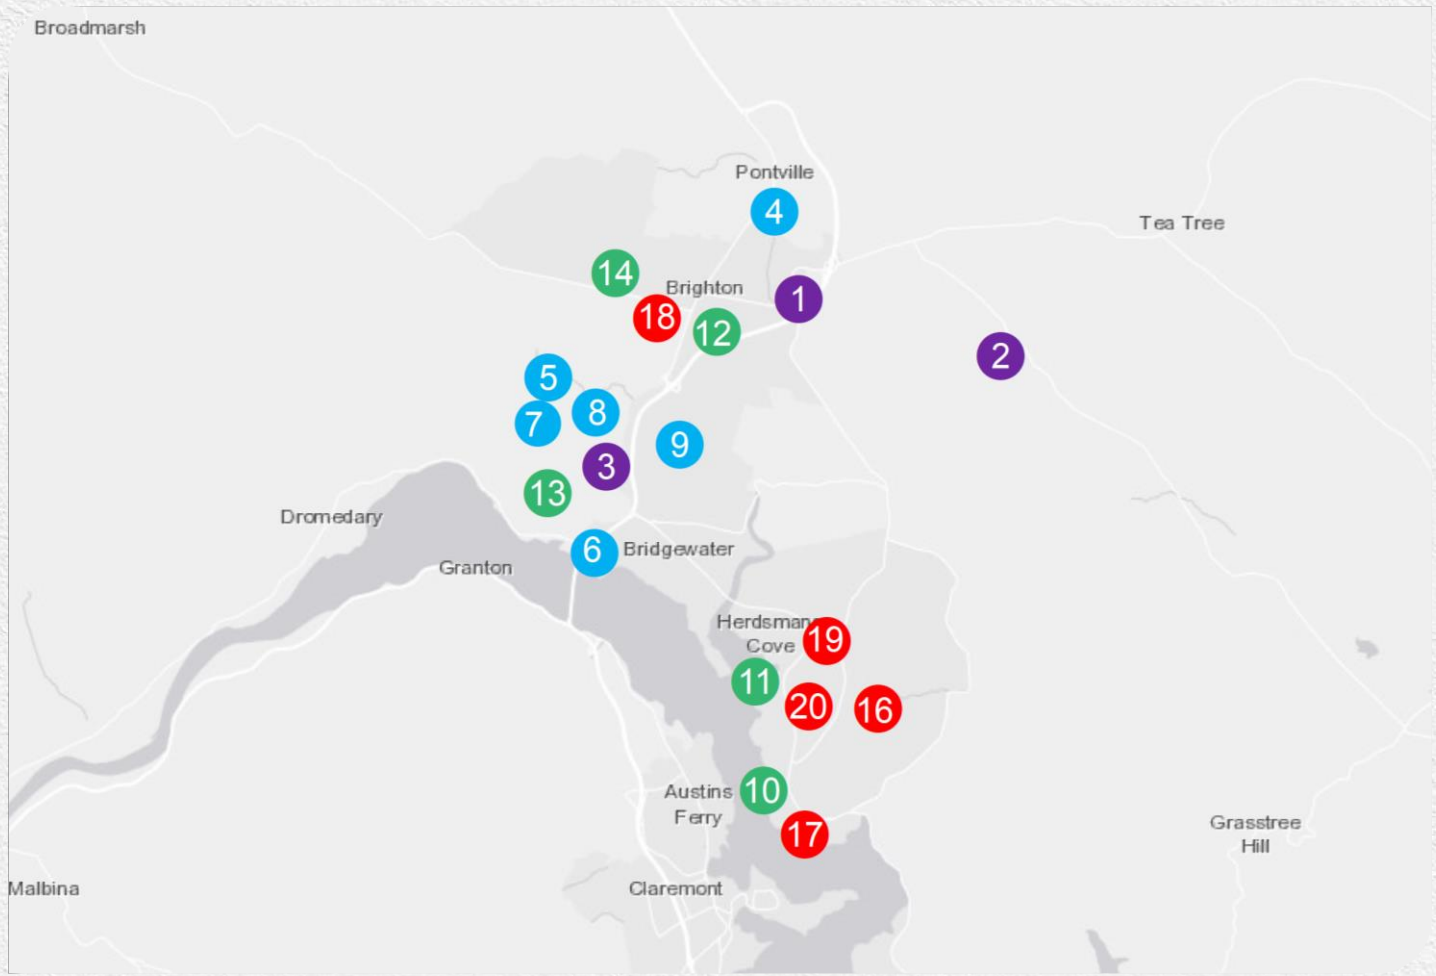 Broadmarsh
Pontville
4
Tea Tree
14
Brighton
1
18
12
2
5
8
7
9
3
13
Dromedary
6
Bridgewater
Granton
Herdsmans
Cove
19
11
20
16
Austins
Ferry
10
17
Grasstree
Hill
Malbina
Claremont